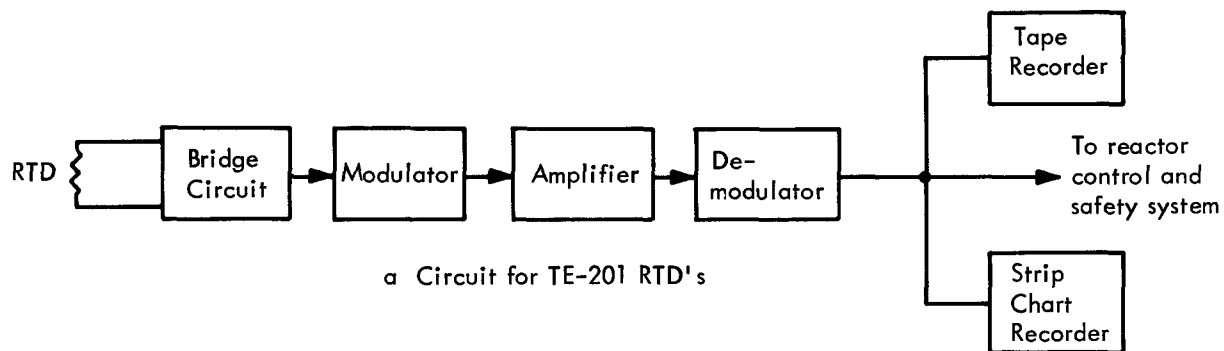 Tape
Recorder
RTD
Bridge
Circuit
Modulator
Amplifier
De-
modulator
To reactor
control and
safety system
a Circuit for TE-201 RTD's
Strip
Chart
Recorder